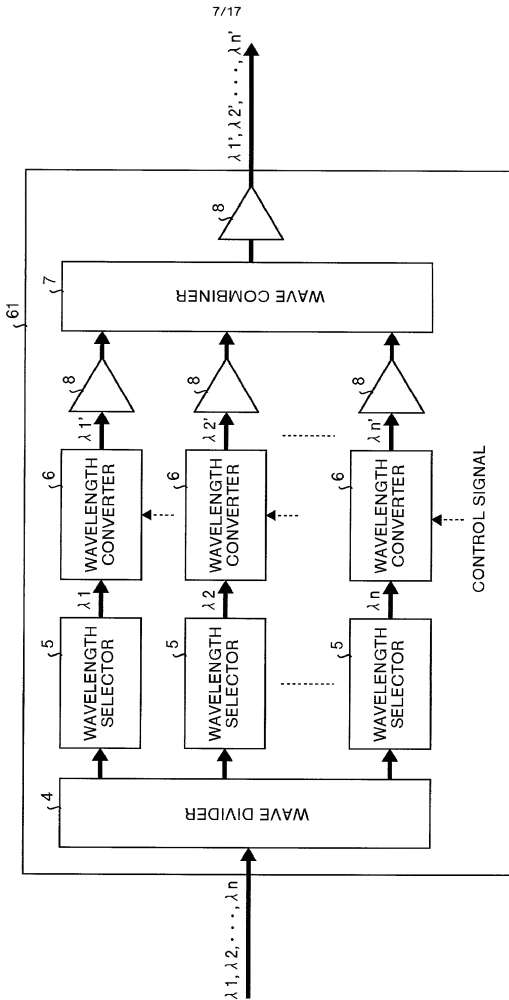 7/17
61
λ1, λ2, ···, λn
4
WAVE DIVIDER
5
WAVELENGTH
SELECTOR
λ1
6
WAVELENGTH
CONVERTER
λ1'
8
5
WAVELENGTH
SELECTOR
λ2
6
WAVELENGTH
CONVERTER
λ2'
8
5
WAVELENGTH
SELECTOR
λn
6
WAVELENGTH
CONVERTER
λn'
8
7
WAVE COMBINER
8
λ1', λ2', ···, λn'
CONTROL SIGNAL